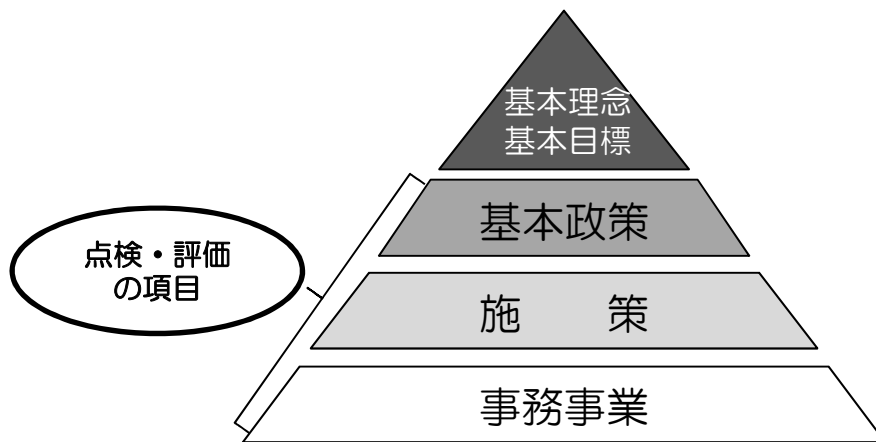 基本理念
基本目標
基本政策
点検・評価
の項目
施　　策
事務事業